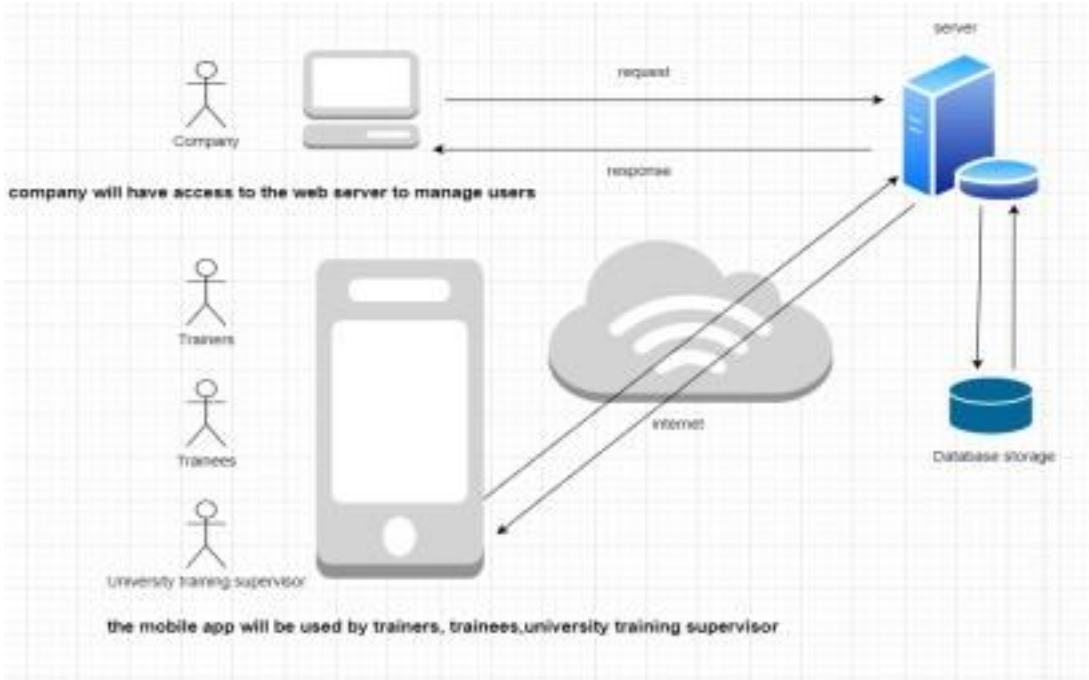 server
request
Company
response
company will have access to the web server to manage users
Trainers
Trainees
internet
Database storage
University training supervisor
the mobile app will be used by trainers, trainees,university training supervisor